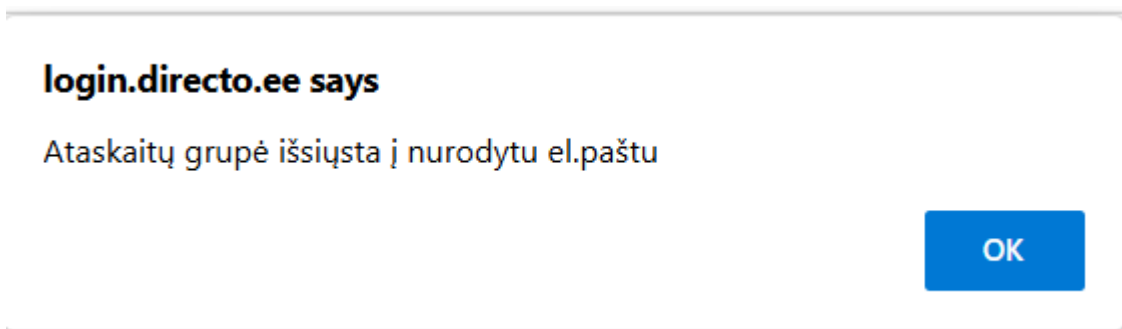 login.directo.ee says
Ataskaitų grupė išsiųsta į nurodytu el.paštu
OK